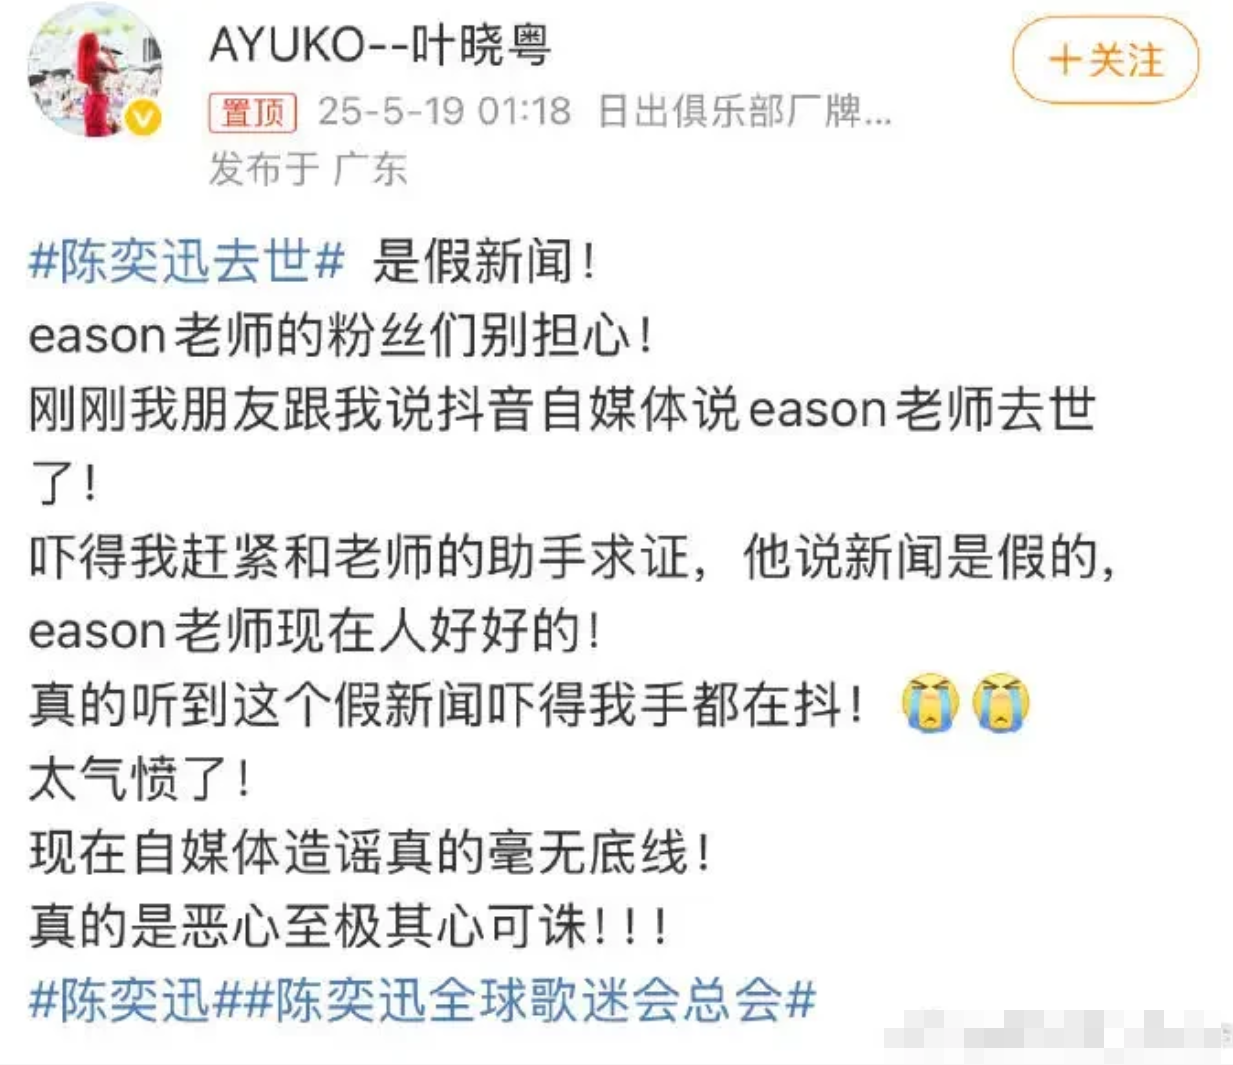 AYUKO--叶晓粤
+关注
置顶 25-5-19 01:18 日出俱乐部厂牌...
发布于 广东
#陈奕迅去世# 是假新闻！
eason老师的粉丝们别担心！
刚刚我朋友跟我说抖音自媒体说eason老师去世
了！
吓得我赶紧和老师的助手求证，他说新闻是假的，
eason老师现在人好好的！
真的听到这个假新闻吓得我手都在抖！
太气愤了！
现在自媒体造谣真的毫无底线！
真的是恶心至极其心可诛！！！
#陈奕迅##陈奕迅全球歌迷会总会#